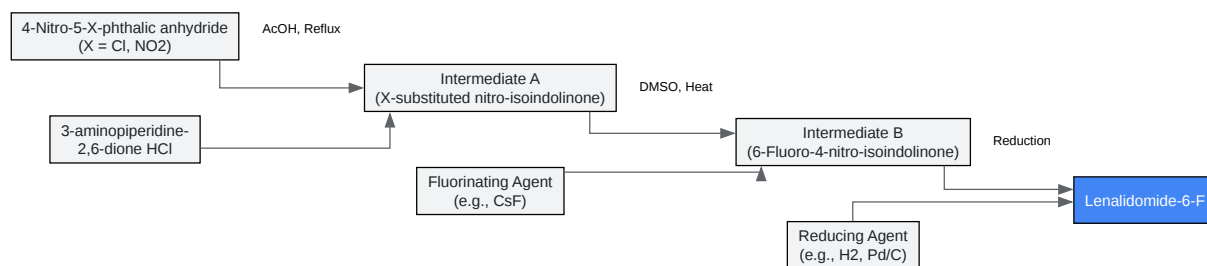 4-Nitro-5-X-phthalic anhydride
(X = Cl, NO2)
AcOH, Reflux
3-aminopiperidine-
2,6-dione HCl
Intermediate A
(X-substituted nitro-isoindolinone)
DMSO, Heat
Fluorinating Agent
(e.g., CsF)
Intermediate B
(6-Fluoro-4-nitro-isoindolinone)
Reduction
Reducing Agent
(e.g., H2, Pd/C)
Lenalidomide-6-F